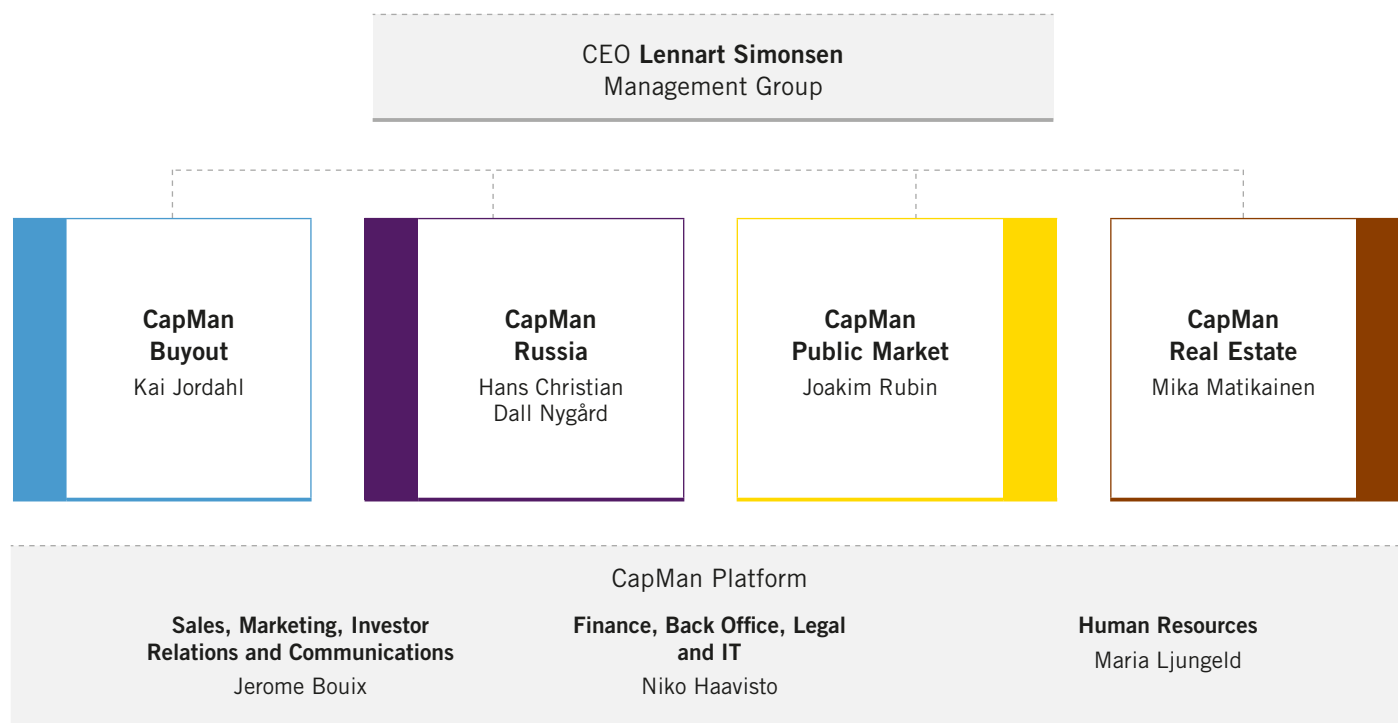 CEO Lennart Simonsen
Management Group
CapMan
Buyout
Kai Jordahl
CapMan
Russia
Hans Christian
Dall Nygård
CapMan
Public Market
Joakim Rubin
CapMan
Real Estate
Mika Matikainen
CapMan Platform
Sales, Marketing, Investor
Relations and Communications
Jerome Bouix
Finance, Back Office, Legal
and IT
Niko Haavisto
Human Resources
Maria Ljungeld